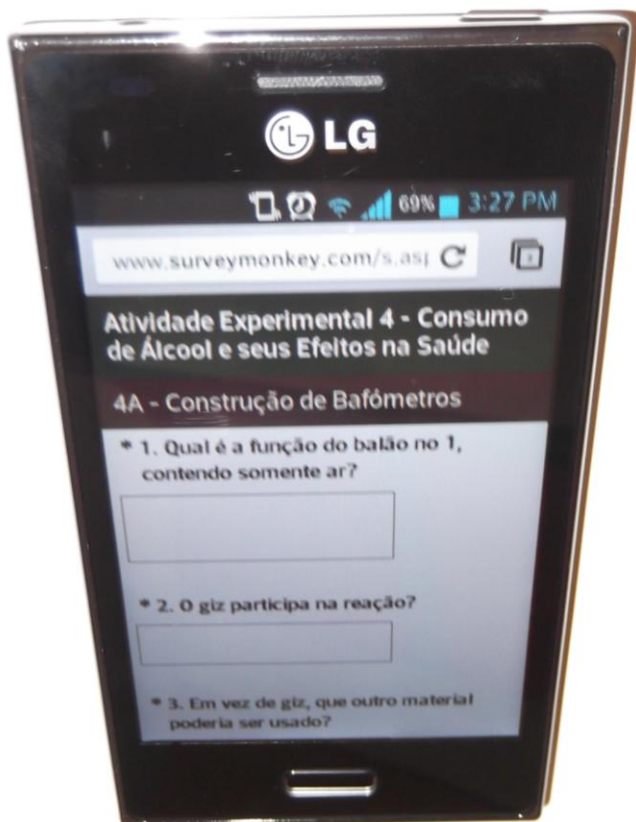 LG
69% 3:27 PM
www.surveymonkey.com/s.asp
Atividade Experimental 4 - Consumo
de Álcool e seus Efeitos na Saúde
4A - Construção de Bafómetros
* 1. Qual é a função do balão no 1,
contendo somente ar?
* 2. O giz participa na reação?
* 3. Em vez de giz, que outro material
poderia ser usado?